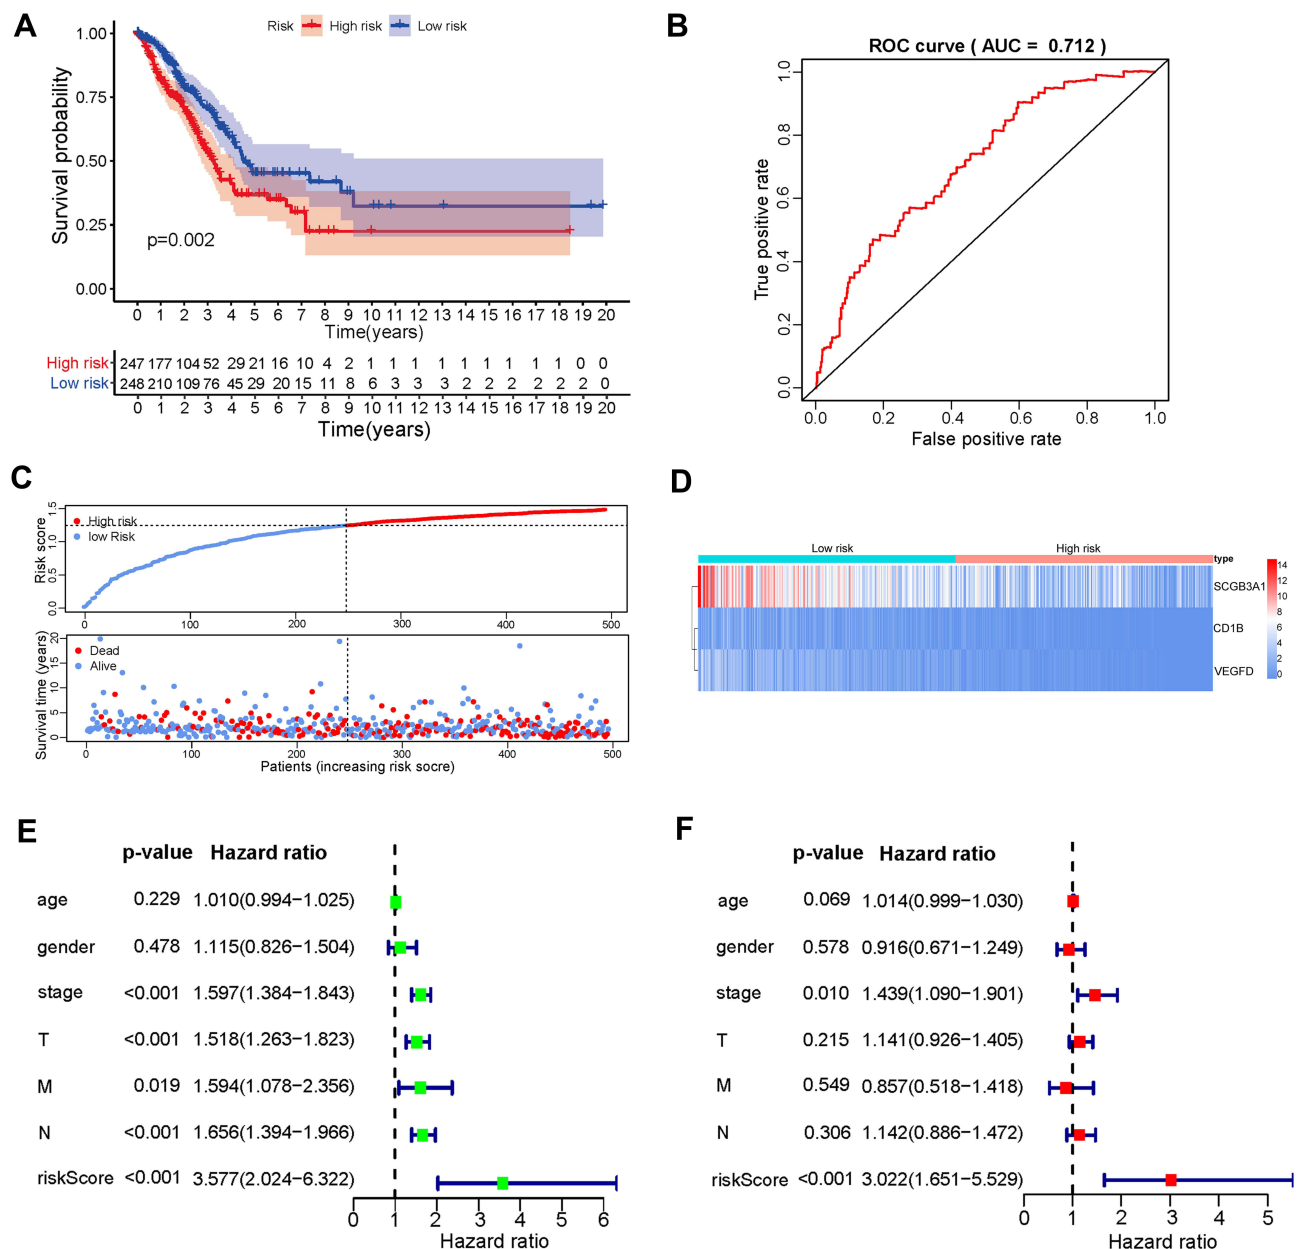 A
Risk High risk Low risk
Survival probability
1.00
0.75
0.50
0.25
0.00
p=0.002
0 1 2 3 4 5 6 7 8 9 10 11 12 13 14 15 16 17 18 19 20
Time(years)
High risk 247 177 104 52 29 21 16 10 4 2 1 1 1 1 1 1 1 1 1 0 0
Low risk 248 210 109 76 45 29 20 15 11 8 6 3 3 3 2 2 2 2 2 2 0
0 1 2 3 4 5 6 7 8 9 10 11 12 13 14 15 16 17 18 19 20
Time(years)
B
ROC curve ( AUC = 0.712 )
True positive rate
1.0
0.8
0.6
0.4
0.2
0.0
0.0 0.2 0.4 0.6 0.8 1.0
False positive rate
C
Risk score
1.5
1.0
0.5
0.0
High risk
low Risk
0 100 200 300 400 500
Survival time (years)
20
15
10
5
0
Dead
Alive
0 100 200 300 400 500
Patients (increasing risk socre)
D
Low risk High risk
type
SCGB3A1
CD1B
VEGFD
14
12
10
8
6
4
2
0
E
p-value Hazard ratio
age 0.229 1.010(0.994−1.025)
gender 0.478 1.115(0.826−1.504)
stage <0.001 1.597(1.384−1.843)
T <0.001 1.518(1.263−1.823)
M 0.019 1.594(1.078−2.356)
N <0.001 1.656(1.394−1.966)
riskScore <0.001 3.577(2.024−6.322)
0 1 2 3 4 5 6
Hazard ratio
F
p-value Hazard ratio
age 0.069 1.014(0.999−1.030)
gender 0.578 0.916(0.671−1.249)
stage 0.010 1.439(1.090−1.901)
T 0.215 1.141(0.926−1.405)
M 0.549 0.857(0.518−1.418)
N 0.306 1.142(0.886−1.472)
riskScore <0.001 3.022(1.651−5.529)
0 1 2 3 4 5
Hazard ratio